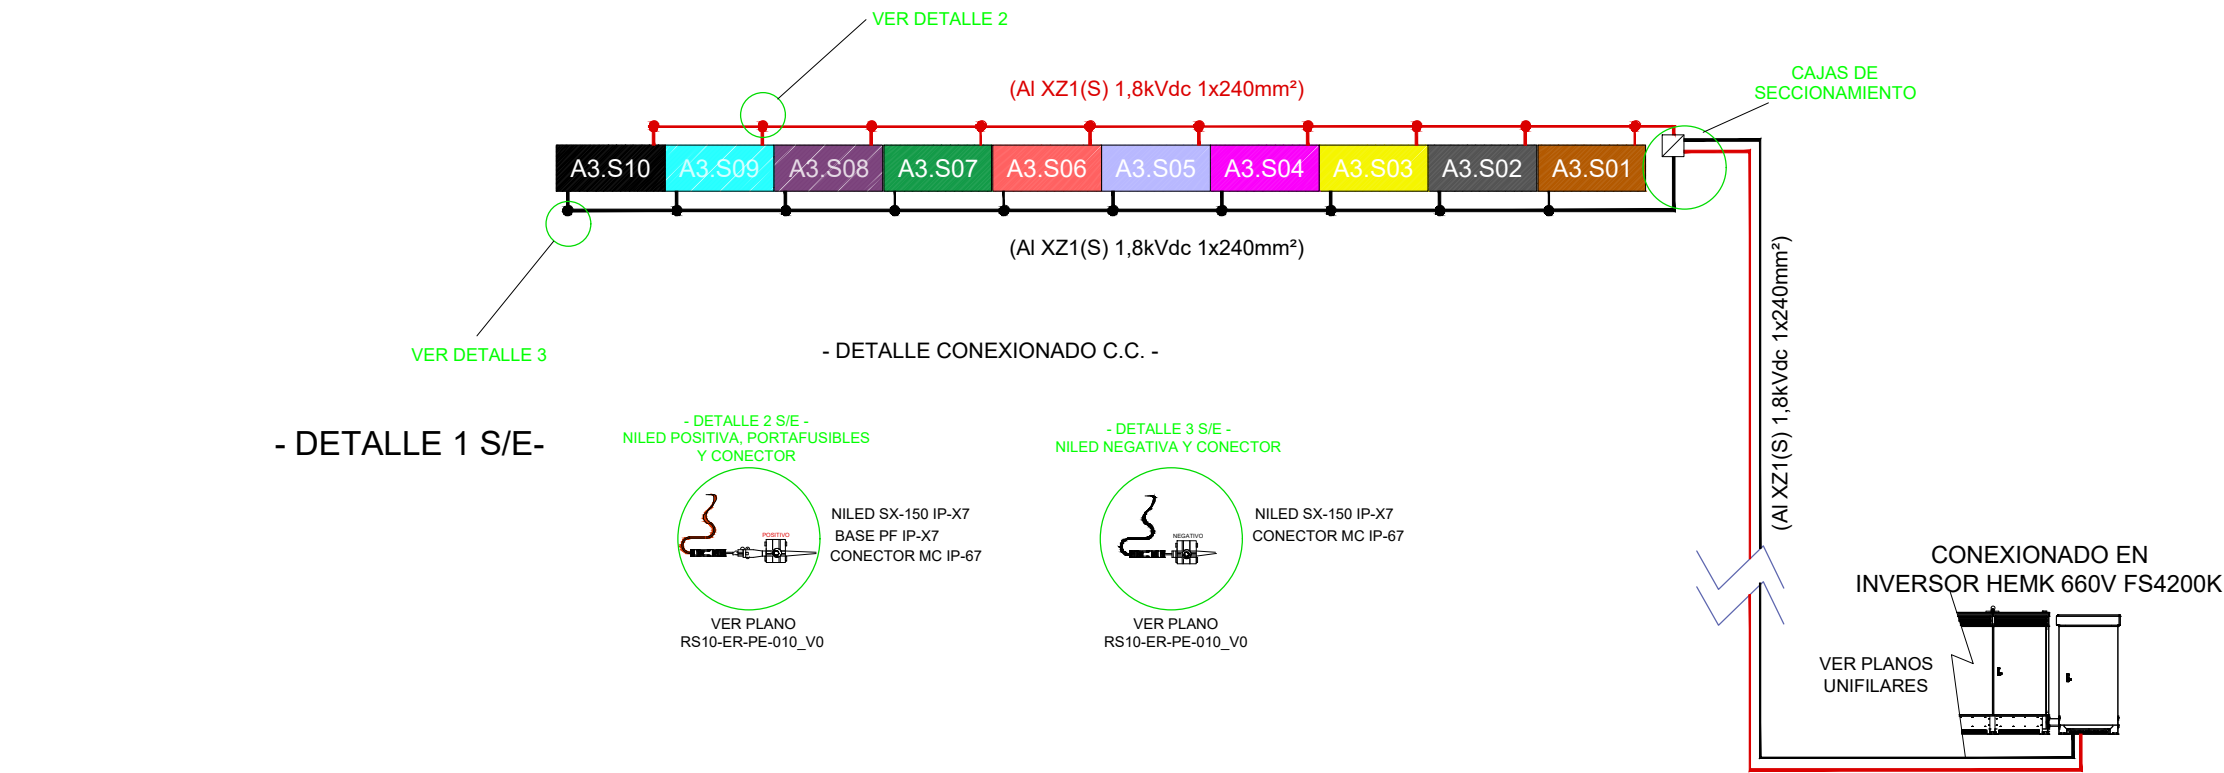 VER DETALLE 2
(Al XZ1(S) 1,8kVdc 1x240mm²)
CAJAS DE
SECCIONAMIENTO
A3.S10 A3.S09 A3.S08 A3.S07 A3.S06 A3.S05 A3.S04 A3.S03 A3.S02 A3.S01
(Al XZ1(S) 1,8kVdc 1x240mm²)
(Al XZ1(S) 1,8kVdc 1x240mm²)
VER DETALLE 3
- DETALLE CONEXIONADO C.C. -
- DETALLE 1 S/E-
- DETALLE 2 S/E -
NILED POSITIVA, PORTAFUSIBLES
Y CONECTOR
POSITIVO
NILED SX-150 IP-X7
BASE PF IP-X7
CONECTOR MC IP-67
VER PLANO
RS10-ER-PE-010_V0
- DETALLE 3 S/E -
NILED NEGATIVA Y CONECTOR
NEGATIVO
NILED SX-150 IP-X7
CONECTOR MC IP-67
VER PLANO
RS10-ER-PE-010_V0
CONEXIONADO EN
INVERSOR HEMK 660V FS4200K
VER PLANOS
UNIFILARES